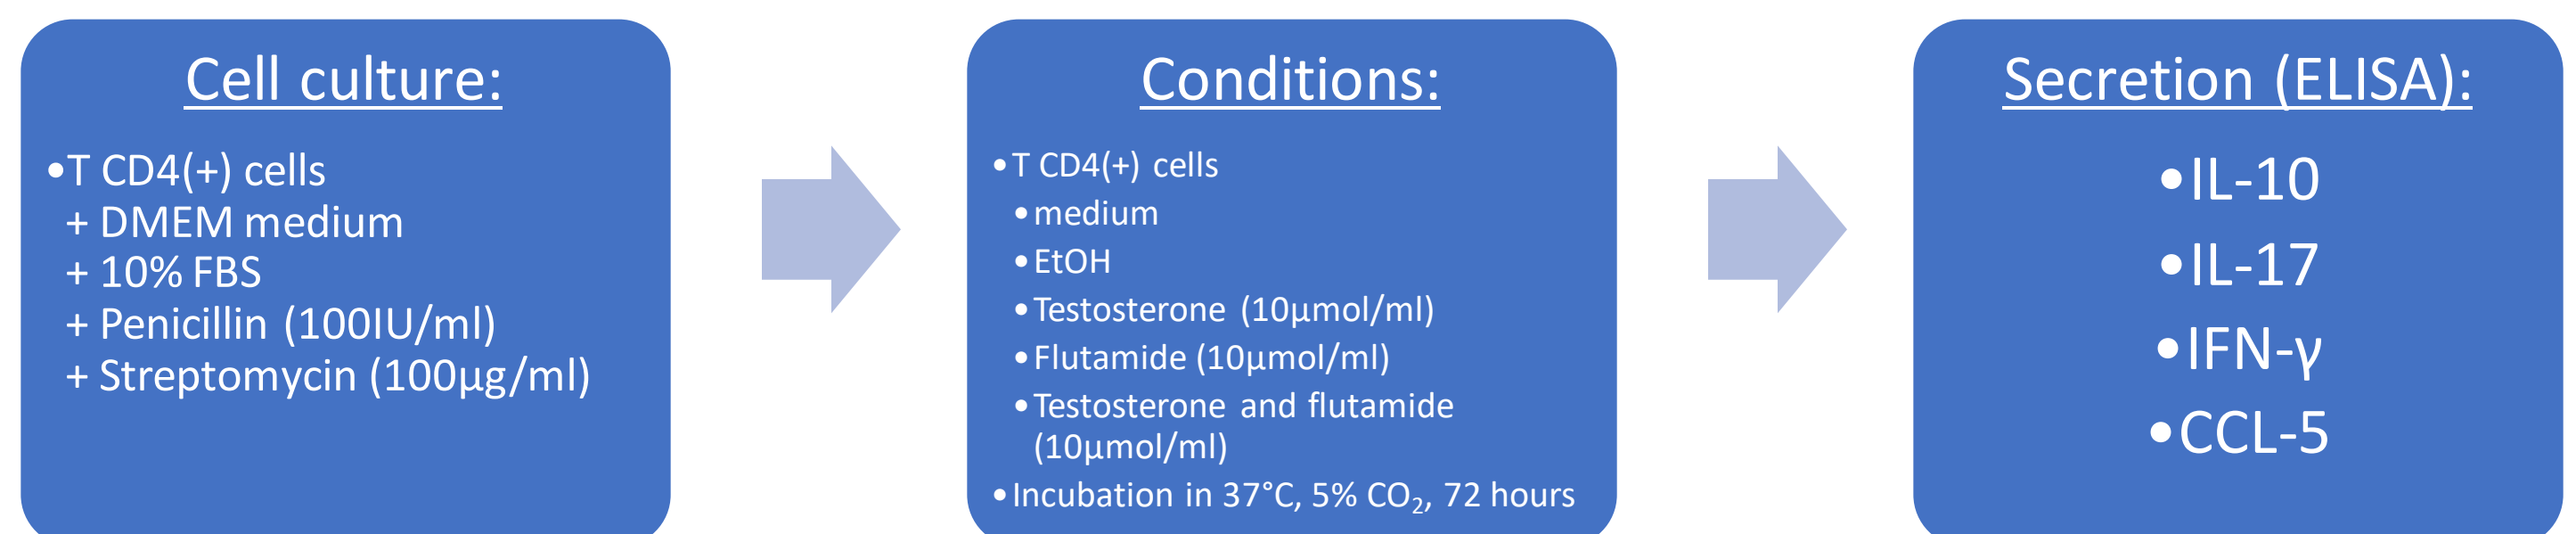 Cell culture:
•T CD4(+) cells
+ DMEM medium
+ 10% FBS
+ Penicillin (100IU/ml)
+ Streptomycin (100µg/ml)
Conditions:
•T CD4(+) cells
•medium
•EtOH
•Testosterone (10µmol/ml)
•Flutamide (10µmol/ml)
•Testosterone and flutamide
(10µmol/ml)
•Incubation in 37°C, 5% CO₂, 72 hours
Secretion (ELISA):
•IL-10
•IL-17
•IFN-γ
•CCL-5